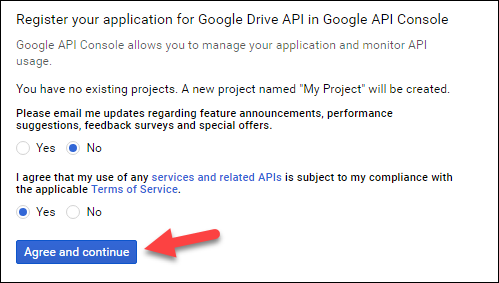 Register your application for Google Drive API in Google API Console
Google API Console allows you to manage your application and monitor API
usage.
You have no existing projects. A new project named "My Project" will be created.
Please email me updates regarding feature announcements, performance
suggestions, feedback surveys and special offers.
Yes No
I agree that my use of any services and related APIs is subject to my compliance with
the applicable Terms of Service.
Yes No
Agree and continue